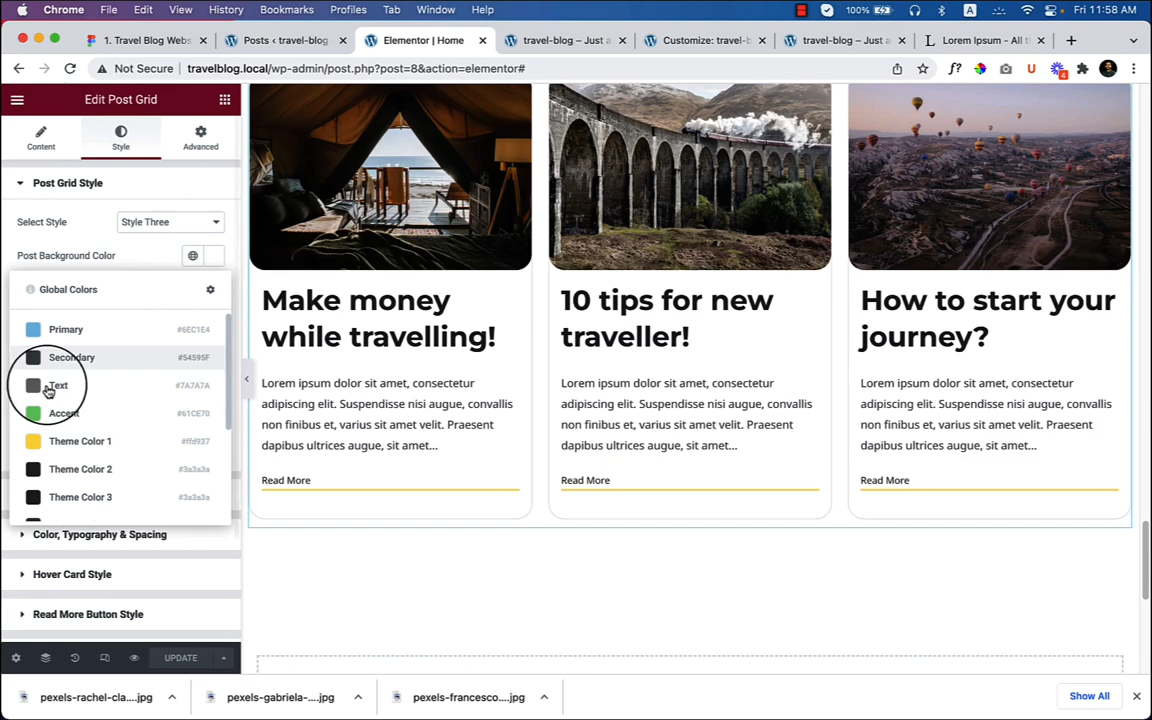 Chrome File Edit View History Bookmarks Profiles Tab Window Help 100% A Fri 11:58 AM
1. Travel Blog Webs Posts ‹ travel-blog Elementor | Home travel-blog – Just a Customize: travel-b travel-blog – Just a Lorem Ipsum - All t
Not Secure travelblog.local/wp-admin/post.php?post=8&action=elementor# f? U 4
Edit Post Grid
Content Style Advanced
Post Grid Style
Select Style Style Three
Post Background Color
Global Colors
Primary #6EC1E4
Secondary #54595F
Text #7A7A7A
Accent #61CE70
Theme Color 1 #ffd937
Theme Color 2 #3a3a3a
Theme Color 3 #3a3a3a
Color, Typography & Spacing
Hover Card Style
Read More Button Style
UPDATE
Make money
while travelling!
Lorem ipsum dolor sit amet, consectetur
adipiscing elit. Suspendisse nisi augue, convallis
non finibus et, varius sit amet velit. Praesent
dapibus ultrices augue, sit amet...
Read More
10 tips for new
traveller!
Lorem ipsum dolor sit amet, consectetur
adipiscing elit. Suspendisse nisi augue, convallis
non finibus et, varius sit amet velit. Praesent
dapibus ultrices augue, sit amet...
Read More
How to start your
journey?
Lorem ipsum dolor sit amet, consectetur
adipiscing elit. Suspendisse nisi augue, convallis
non finibus et, varius sit amet velit. Praesent
dapibus ultrices augue, sit amet...
Read More
pexels-rachel-cla....jpg pexels-gabriela-....jpg pexels-francesco....jpg Show All